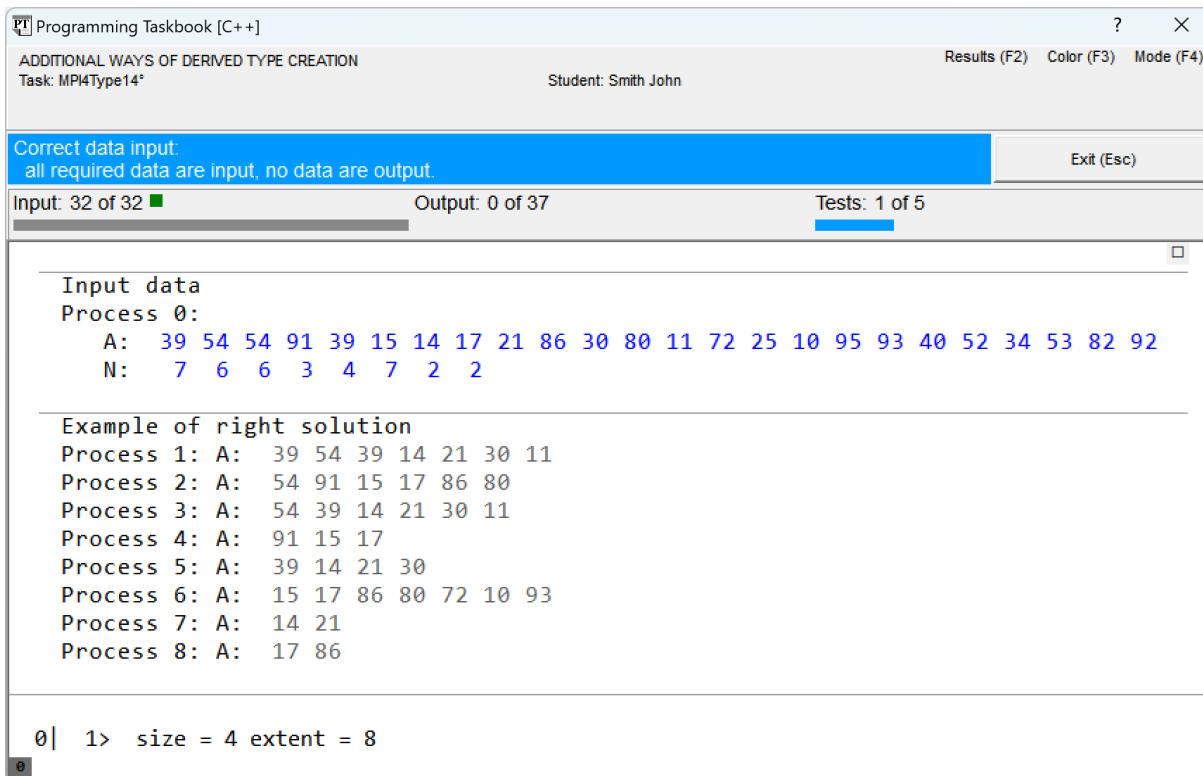 PT Programming Taskbook [C++] ? ×
ADDITIONAL WAYS OF DERIVED TYPE CREATION Results (F2) Color (F3) Mode (F4)
Task: MPI4Type14° Student: Smith John
Correct data input:
all required data are input, no data are output.
Exit (Esc)
Input: 32 of 32 Output: 0 of 37 Tests: 1 of 5
Input data
Process 0:
A: 39 54 54 91 39 15 14 17 21 86 30 80 11 72 25 10 95 93 40 52 34 53 82 92
N: 7 6 6 3 4 7 2 2
Example of right solution
Process 1: A: 39 54 39 14 21 30 11
Process 2: A: 54 91 15 17 86 80
Process 3: A: 54 39 14 21 30 11
Process 4: A: 91 15 17
Process 5: A: 39 14 21 30
Process 6: A: 15 17 86 80 72 10 93
Process 7: A: 14 21
Process 8: A: 17 86
0| 1> size = 4 extent = 8
0